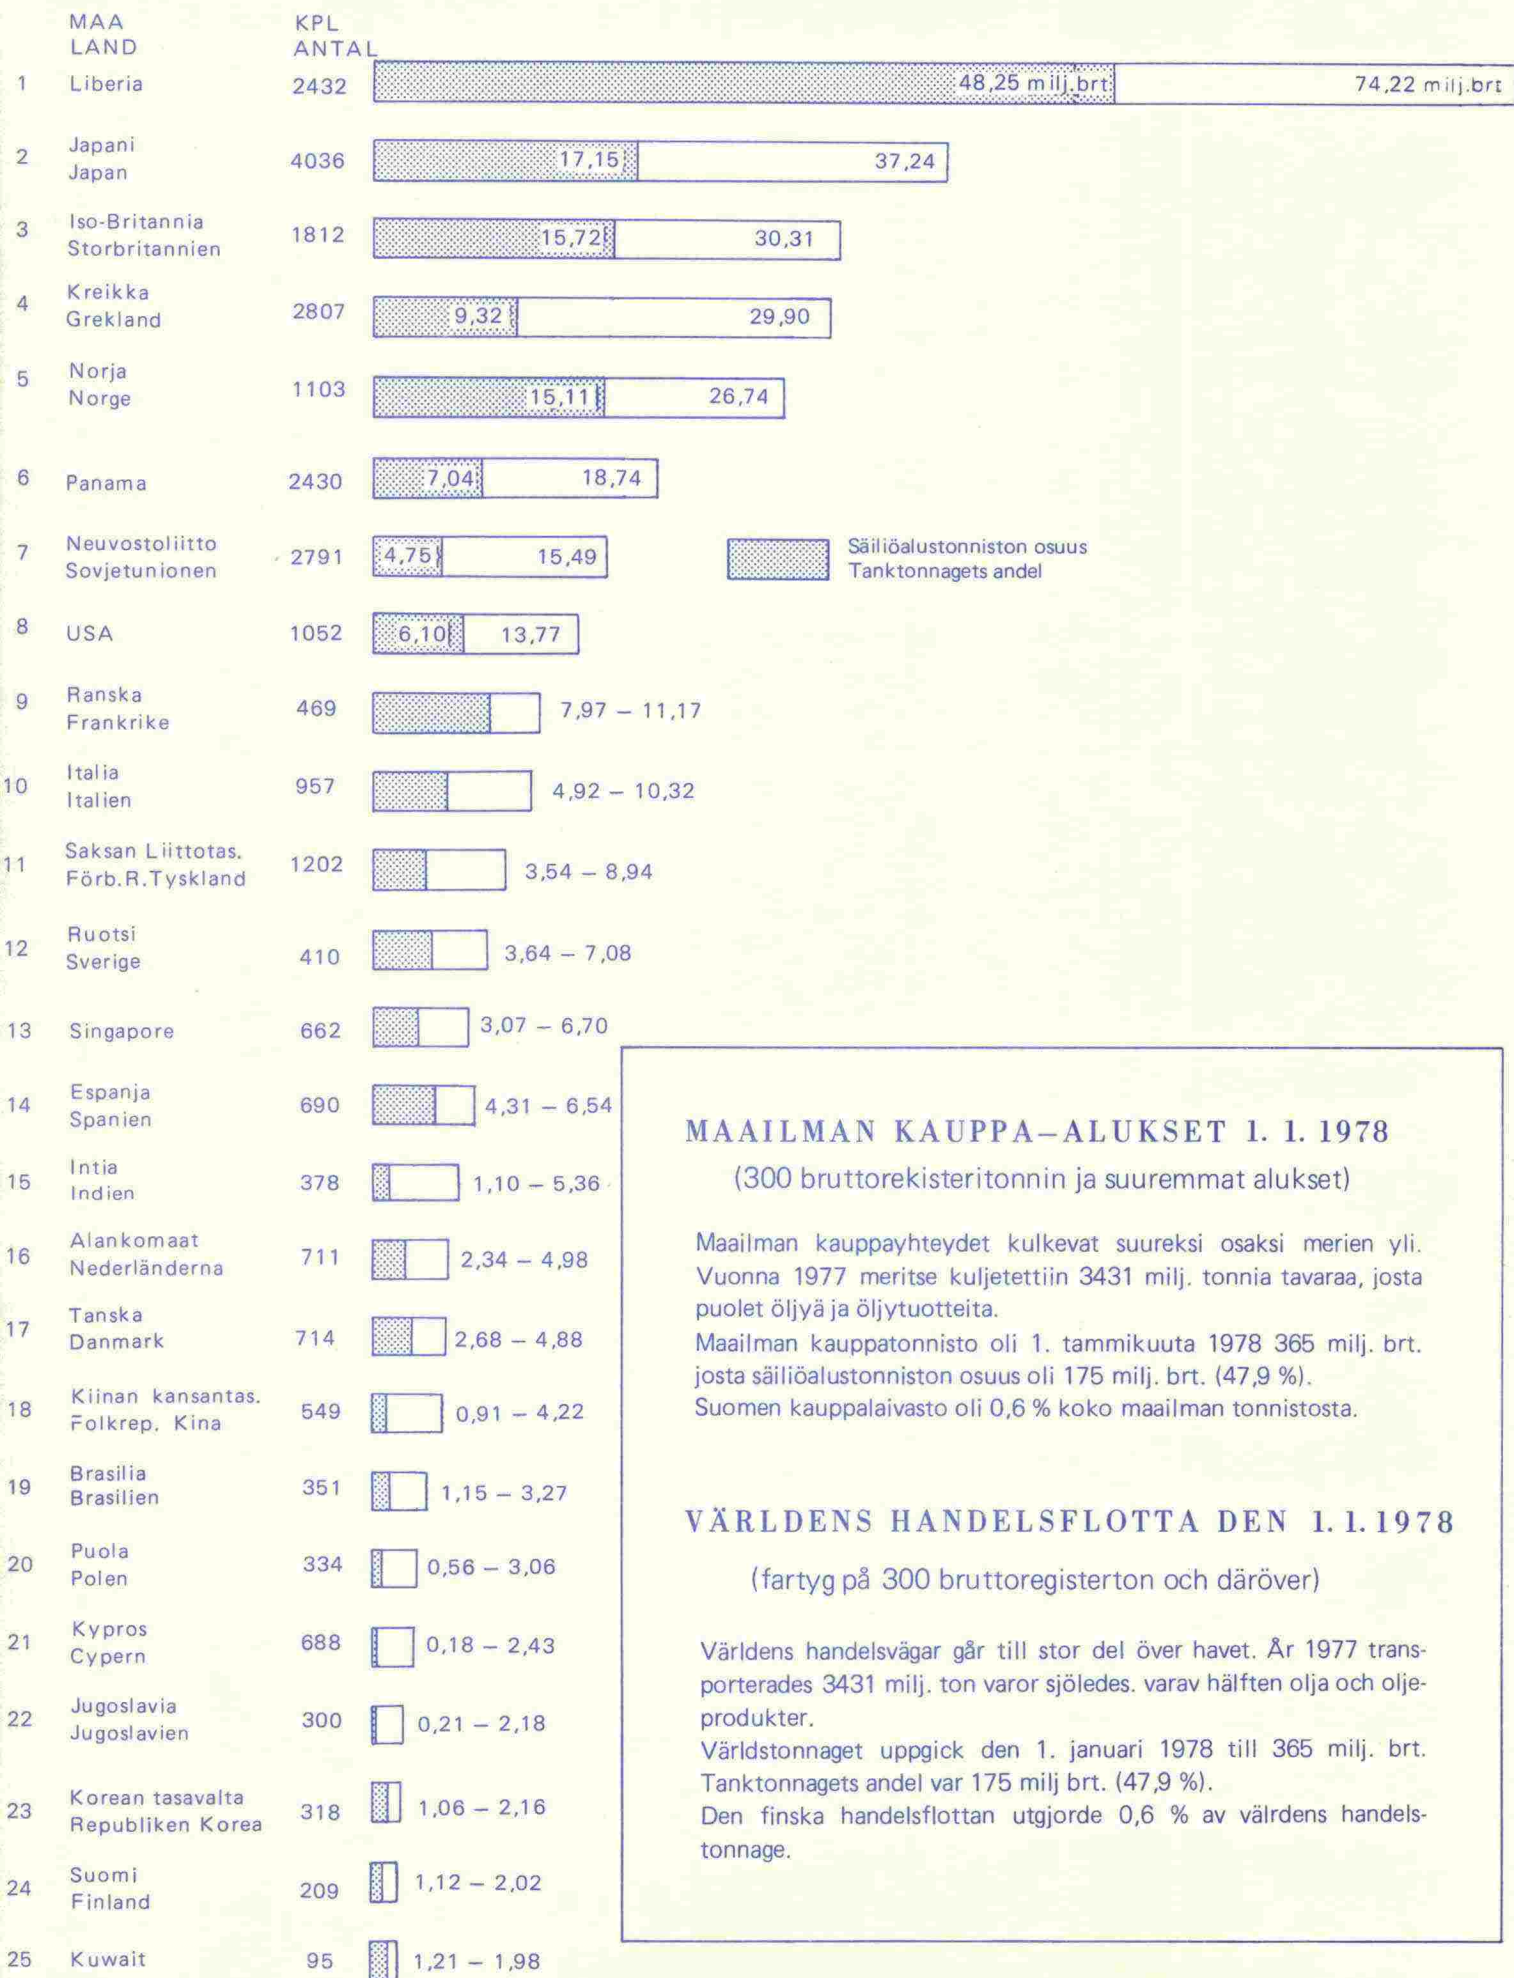 MAA KPL
LAND ANTAL
1 Liberia 2432 48,25 milj.brt 74,22 milj.brt
2 Japani
Japan 4036 17,15 37,24
3 Iso-Britannia
Storbritannien 1812 15,72 30,31
4 Kreikka
Grekland 2807 9,32 29,90
5 Norja
Norge 1103 15,11 26,74
6 Panama 2430 7,04 18,74
7 Neuvostoliitto
Sovjetunionen 2791 4,75 15,49
Säiliöalustonniston osuus
Tanktonnagets andel
8 USA 1052 6,10 13,77
9 Ranska
Frankrike 469 7,97 – 11,17
10 Italia
Italien 957 4,92 – 10,32
11 Saksan Liittotas.
Förb.R.Tyskland 1202 3,54 – 8,94
12 Ruotsi
Sverige 410 3,64 – 7,08
13 Singapore 662 3,07 – 6,70
14 Espanja
Spanien 690 4,31 – 6,54
15 Intia
Indien 378 1,10 – 5,36
16 Alankomaat
Nederländerna 711 2,34 – 4,98
17 Tanska
Danmark 714 2,68 – 4,88
18 Kiinan kansantas.
Folkrep. Kina 549 0,91 – 4,22
19 Brasilia
Brasilien 351 1,15 – 3,27
20 Puola
Polen 334 0,56 – 3,06
21 Kypros
Cypern 688 0,18 – 2,43
22 Jugoslavia
Jugoslavien 300 0,21 – 2,18
23 Korean tasavalta
Republiken Korea 318 1,06 – 2,16
24 Suomi
Finland 209 1,12 – 2,02
25 Kuwait 95 1,21 – 1,98
MAAILMAN KAUPPA–ALUKSET 1. 1. 1978
(300 bruttorekisteritonnin ja suuremmat alukset)
Maailman kauppayhteydet kulkevat suureksi osaksi merien yli.
Vuonna 1977 meritse kuljetettiin 3431 milj. tonnia tavaraa, josta
puolet öljyä ja öljytuotteita.
Maailman kauppatonnisto oli 1. tammikuuta 1978 365 milj. brt.
josta säiliöalustonniston osuus oli 175 milj. brt. (47,9 %).
Suomen kauppalaivasto oli 0,6 % koko maailman tonnistosta.
VÄRLDENS HANDELSFLOTTA DEN 1. 1. 1978
(fartyg på 300 bruttoregisterton och däröver)
Världens handelsvägar går till stor del över havet. År 1977 trans-
porterades 3431 milj. ton varor sjöledes. varav hälften olja och olje-
produkter.
Världstonnaget uppgick den 1. januari 1978 till 365 milj. brt.
Tanktonnagets andel var 175 milj brt. (47,9 %).
Den finska handelsflottan utgjorde 0,6 % av välrdens handels-
tonnage.